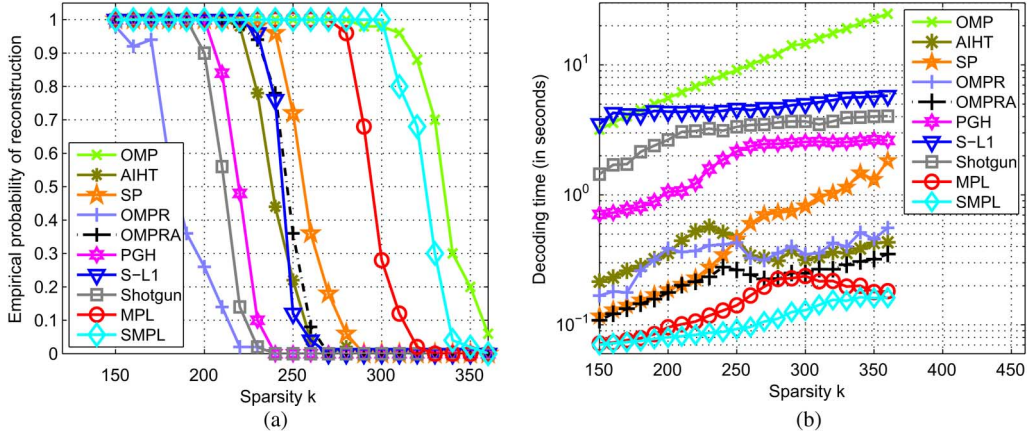 Empirical probability of reconstruction
1
0.9
0.8
0.7
0.6
0.5
0.4
0.3
0.2
0.1
0
OMP
AIHT
SP
OMPR
OMPRA
PGH
S−L1
Shotgun
MPL
SMPL
150 200 250 300 350
Sparsity k
(a)
Decoding time (in seconds)
10^1
10^0
10^−1
OMP
AIHT
SP
OMPR
OMPRA
PGH
S−L1
Shotgun
MPL
SMPL
150 200 250 300 350 400 450
Sparsity k
(b)